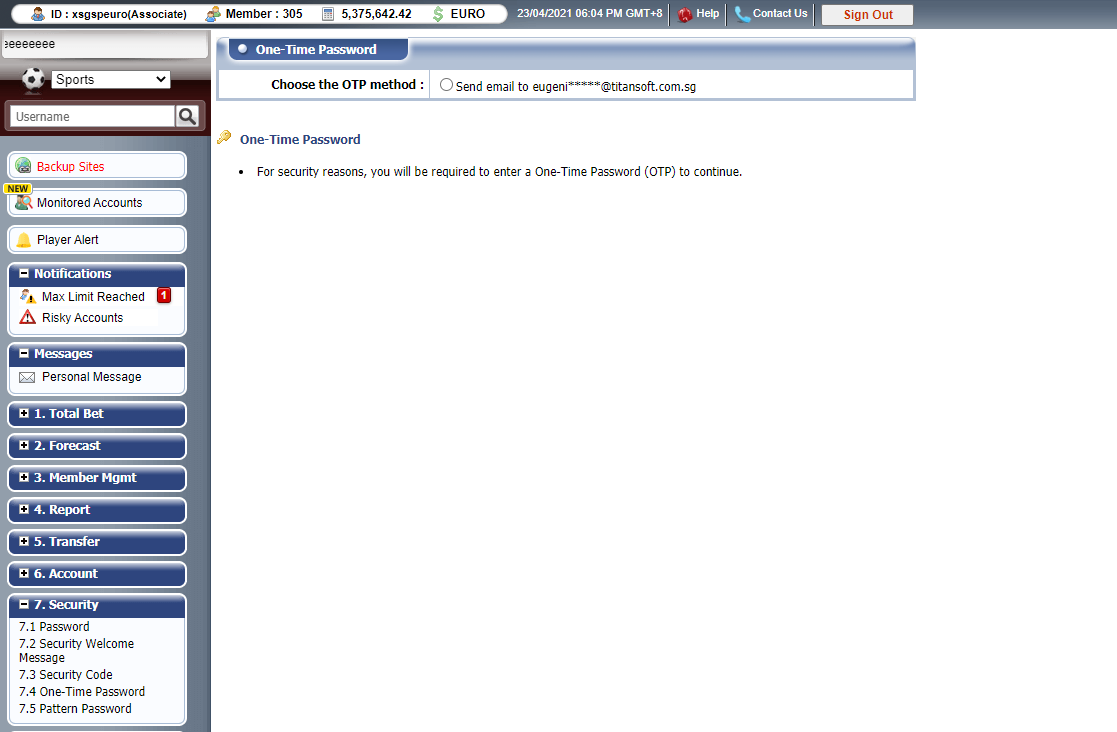 ID : xsgspeuro(Associate) Member : 305 5,375,642.42 $ EURO 23/04/2021 06:04 PM GMT+8 Help Contact Us Sign Out
eeeeeeee
Sports
Username
Backup Sites
NEW
Monitored Accounts
Player Alert
Notifications
Max Limit Reached 1
Risky Accounts
Messages
Personal Message
1. Total Bet
2. Forecast
3. Member Mgmt
4. Report
5. Transfer
6. Account
7. Security
7.1 Password
7.2 Security Welcome
Message
7.3 Security Code
7.4 One-Time Password
7.5 Pattern Password
One-Time Password
Choose the OTP method : Send email to eugeni*****@titansoft.com.sg
One-Time Password
• For security reasons, you will be required to enter a One-Time Password (OTP) to continue.